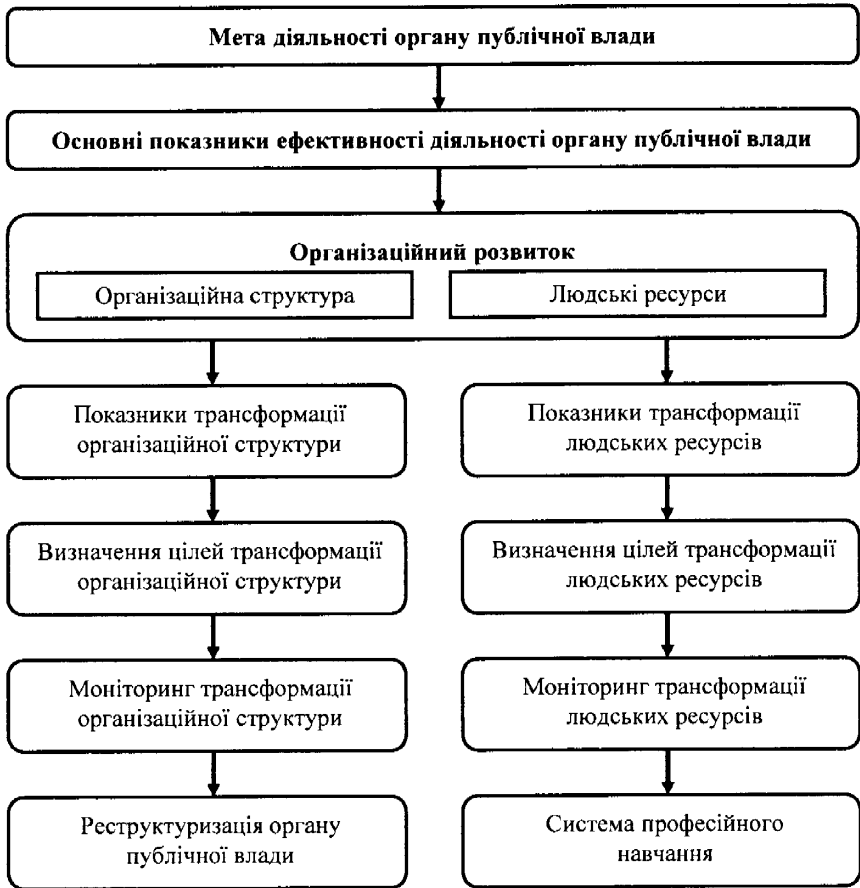 Мета діяльності органу публічної влади
Основні показники ефективності діяльності органу публічної влади
Організаційний розвиток
Організаційна структура
Людські ресурси
Показники трансформації
організаційної структури
Показники трансформації
людських ресурсів
Визначення цілей трансформації
організаційної структури
Визначення цілей трансформації
людських ресурсів
Моніторинг трансформації
організаційної структури
Моніторинг трансформації
людських ресурсів
Реструктуризація органу
публічної влади
Система професійного
навчання